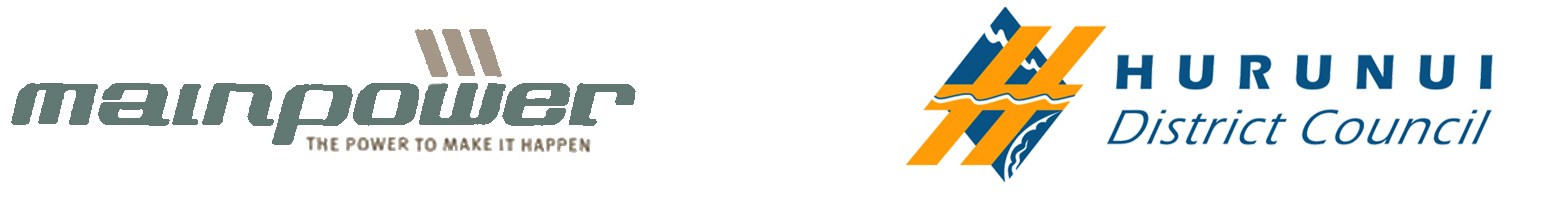 mainpower
THE POWER TO MAKE IT HAPPEN
HURUNUI
District Council